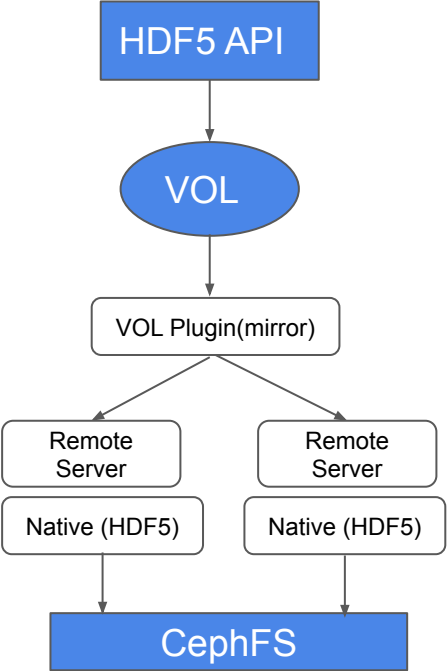 HDF5 API
VOL
VOL Plugin(mirror)
Remote
Server
Remote
Server
Native (HDF5)
Native (HDF5)
CephFS